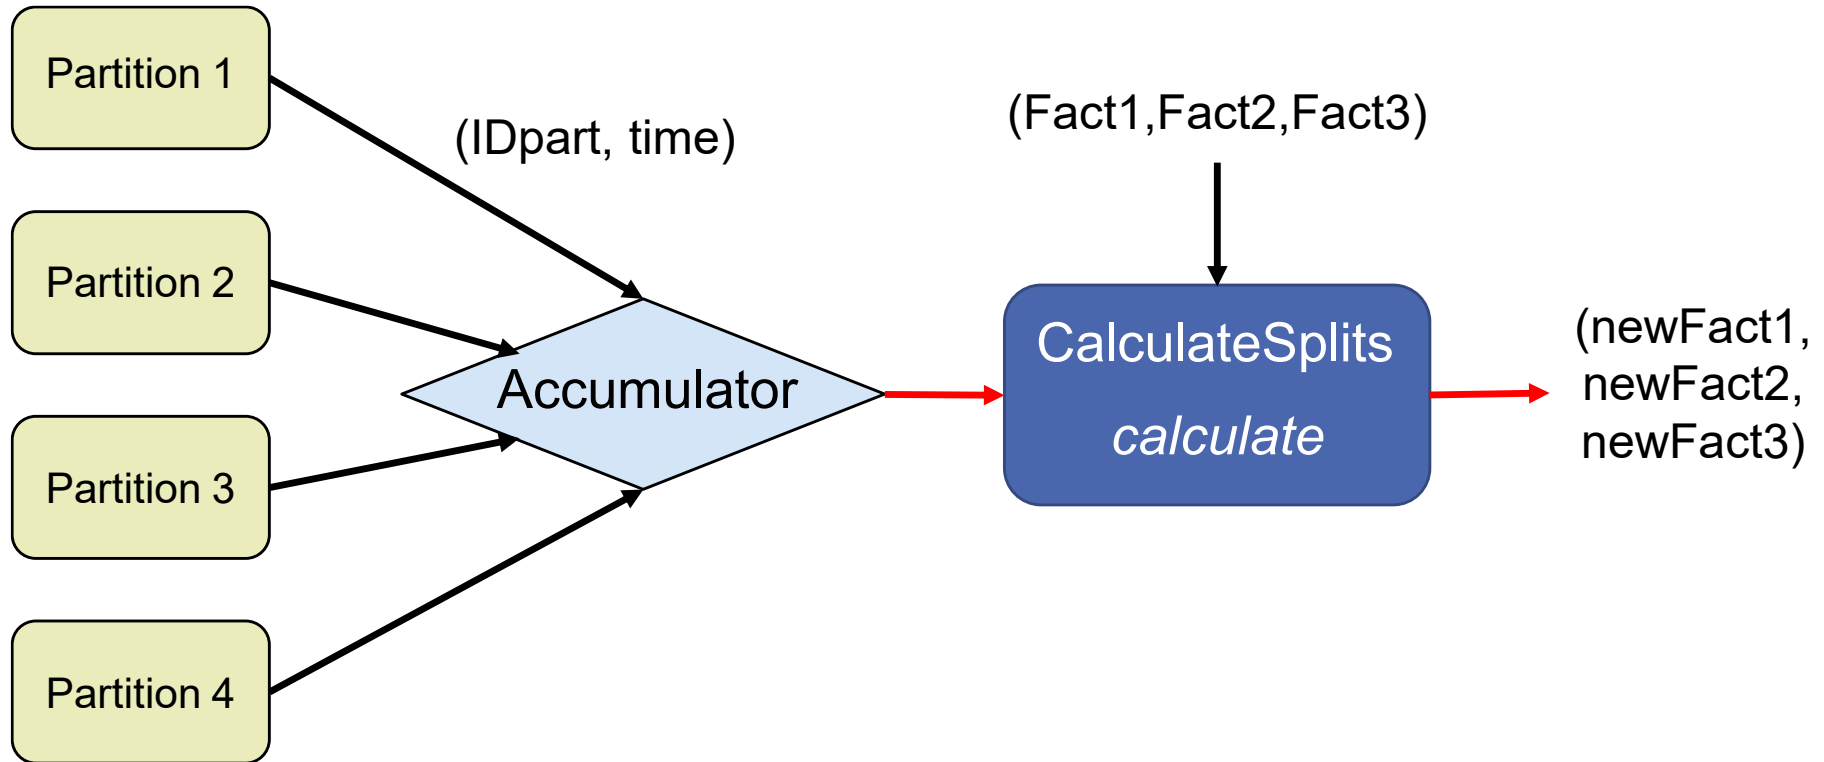 Partition 1
(IDpart, time)
(Fact1,Fact2,Fact3)
Partition 2
Partition 3
Partition 4
Accumulator
CalculateSplits
calculate
(newFact1,
newFact2,
newFact3)